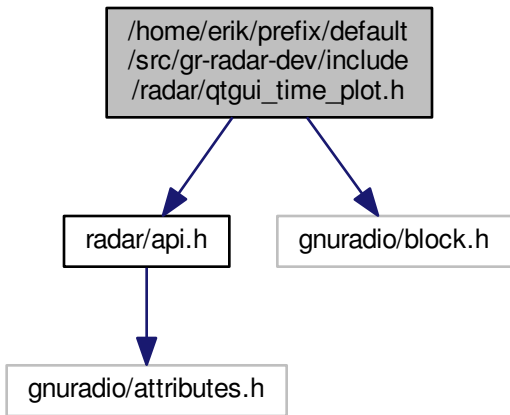 /home/erik/prefix/default
/src/gr-radar-dev/include
/radar/qtgui_time_plot.h
radar/api.h
gnuradio/block.h
gnuradio/attributes.h